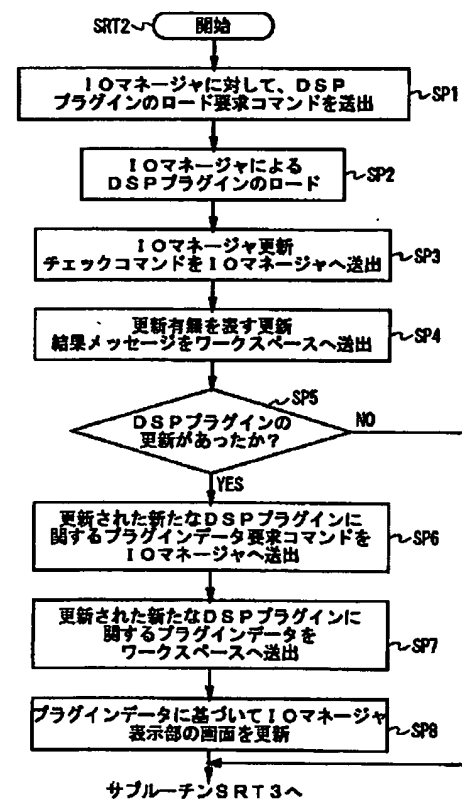 SRT2
開始
IOマネージャに対して、DSP
プラグインのロード要求コマンドを送出
SP1
IOマネージャによる
DSPプラグインのロード
SP2
IOマネージャ更新
チェックコマンドをIOマネージャへ送出
SP3
更新有無を表す更新
結果メッセージをワークスペースへ送出
SP4
SP5
DSPプラグインの
更新があったか?
NO
YES
更新された新たなDSPプラグインに
関するプラグインデータ要求コマンドを
IOマネージャへ送出
SP6
更新された新たなDSPプラグインに
関するプラグインデータを
ワークスペースへ送出
SP7
プラグインデータに基づいてIOマネージャ
表示部の画面を更新
SP8
サブルーチンSRT3へ